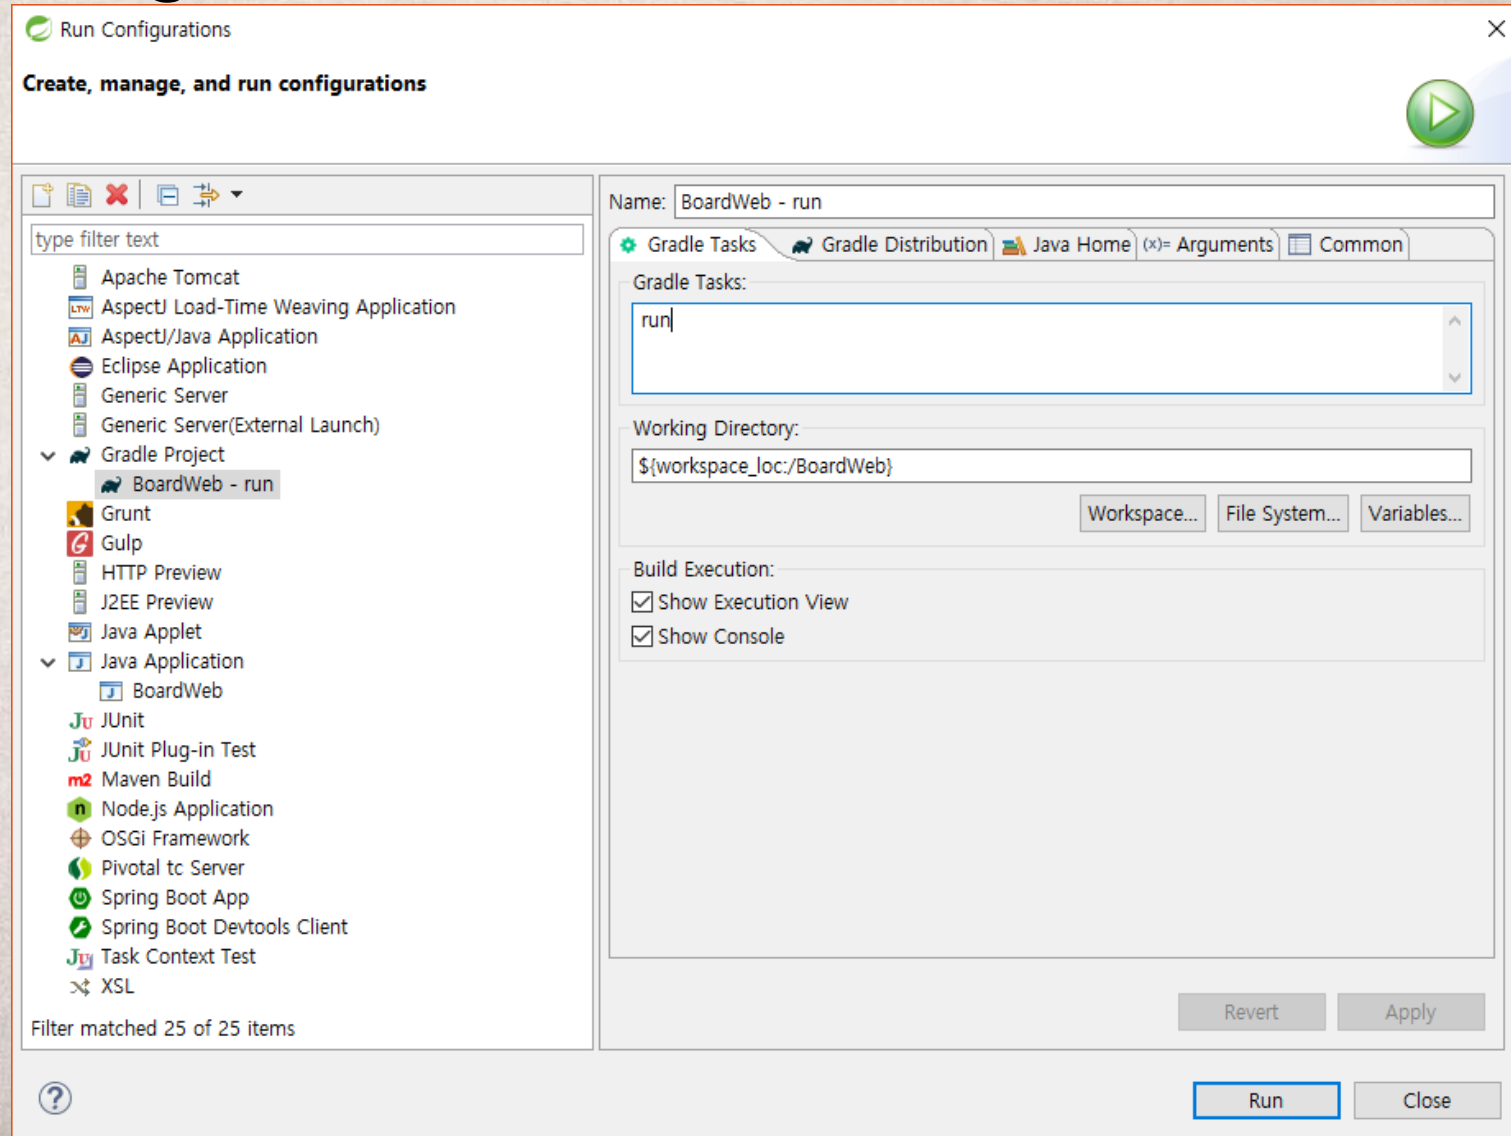 Run Configurations
Create, manage, and run configurations
type filter text
Apache Tomcat
AspectJ Load-Time Weaving Application
AspectJ/Java Application
Eclipse Application
Generic Server
Generic Server(External Launch)
Gradle Project
BoardWeb - run
Grunt
Gulp
HTTP Preview
J2EE Preview
Java Applet
Java Application
BoardWeb
JUnit
JUnit Plug-in Test
Maven Build
Node.js Application
OSGi Framework
Pivotal tc Server
Spring Boot App
Spring Boot Devtools Client
Task Context Test
XSL
Filter matched 25 of 25 items
Name: BoardWeb - run
Gradle Tasks Gradle Distribution Java Home (x)= Arguments Common
Gradle Tasks:
run
Working Directory:
${workspace_loc:/BoardWeb}
Workspace... File System... Variables...
Build Execution:
Show Execution View
Show Console
Revert Apply
Run Close